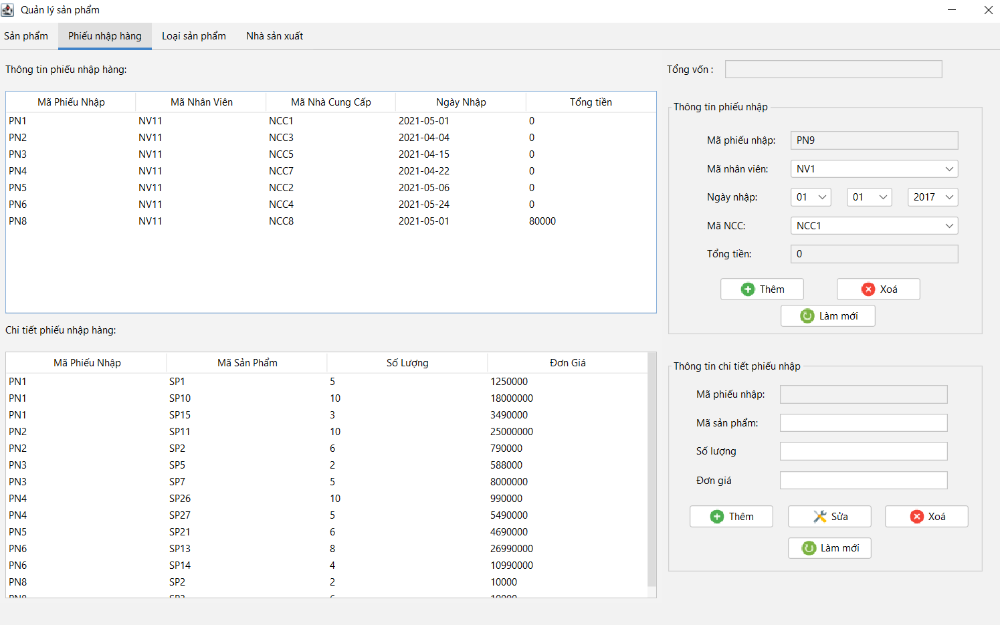 Quản lý sản phẩm
Sản phẩm Phiếu nhập hàng Loại sản phẩm Nhà sản xuất
Thông tin phiếu nhập hàng:
Mã Phiếu Nhập Mã Nhân Viên Mã Nhà Cung Cấp Ngày Nhập Tổng tiền
PN1 NV11 NCC1 2021-05-01 0
PN2 NV11 NCC3 2021-04-04 0
PN3 NV11 NCC5 2021-04-15 0
PN4 NV11 NCC7 2021-04-22 0
PN5 NV11 NCC2 2021-05-06 0
PN6 NV11 NCC4 2021-05-24 0
PN8 NV11 NCC8 2021-05-01 80000
Chi tiết phiếu nhập hàng:
Mã Phiếu Nhập Mã Sản Phẩm Số Lượng Đơn Giá
PN1 SP1 5 1250000
PN1 SP10 10 18000000
PN1 SP15 3 3490000
PN2 SP11 10 25000000
PN2 SP2 6 790000
PN3 SP5 2 588000
PN3 SP7 5 8000000
PN4 SP26 10 990000
PN4 SP27 5 5490000
PN5 SP21 6 4690000
PN6 SP13 8 26990000
PN6 SP14 4 10990000
PN8 SP2 2 10000
Tổng vốn :
Thông tin phiếu nhập
Mã phiếu nhập: PN9
Mã nhân viên: NV1
Ngày nhập: 01 01 2017
Mã NCC: NCC1
Tổng tiền: 0
Thêm Xoá
Làm mới
Thông tin chi tiết phiếu nhập
Mã phiếu nhập:
Mã sản phẩm:
Số lượng
Đơn giá
Thêm Sửa Xoá
Làm mới